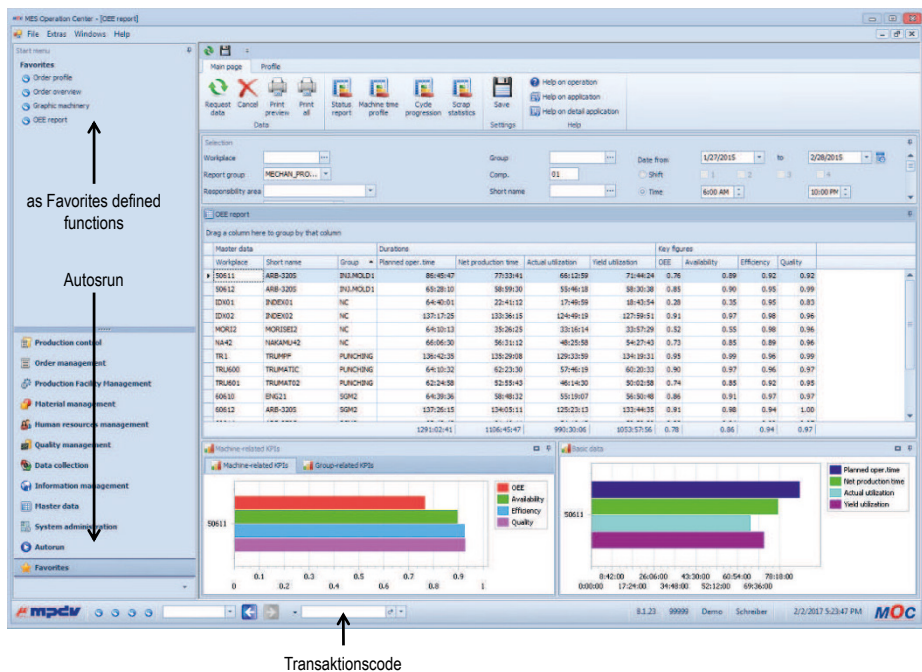 MES Operation Center - [OEE report]
File Extras Windows Help
Start menu
Favorites
Order profile
Order overview
Graphic machinery
OEE report
as Favorites defined
functions
Autosrun
Production control
Order management
Production Facility Management
Material management
Human resources management
Quality management
Data collection
Information management
Master data
System administration
Autorun
Favorites
Main page Profile
Request data Cancel Print preview Print all Status report Machine time profile Cycle progression Scrap statistics Save
Help on operation
Help on application
Help on detail application
Data Settings Help
Selection
Workplace Group Date from 1/27/2015 to 2/28/2015
Report group MECHAN_PRO... Comp. 01 Shift 1 2 3 4
Responsibility area Short name Time 6:00 AM 10:00 PM
OEE report
Drag a column here to group by that column
Master data Durations Key figures
Workplace Short name Group Planned oper.time Net production time Actual utilization Yield utilization OEE Availability Efficiency Quality
50611 ARB-320S INJ.MOLD1 86:45:47 77:33:41 66:12:59 71:44:24 0.76 0.89 0.92 0.92
50612 ARB-320S INJ.MOLD1 65:28:10 58:59:30 55:46:18 58:30:38 0.85 0.90 0.95 0.99
IDX01 INDEX01 NC 64:40:01 22:41:12 17:49:59 18:43:54 0.28 0.35 0.95 0.83
IDX02 INDEX02 NC 137:17:25 133:36:15 124:49:19 127:59:51 0.91 0.97 0.98 0.96
MORI2 MORISEI2 NC 64:10:13 35:26:25 33:16:14 33:57:29 0.52 0.55 0.98 0.96
NA42 NAKAMU42 NC 66:06:30 56:31:12 48:25:58 54:27:43 0.73 0.85 0.89 0.96
TR1 TRUMPF PUNCHING 136:42:35 135:29:08 129:33:59 134:19:31 0.95 0.99 0.96 0.99
TRU600 TRUMATIC PUNCHING 64:10:32 62:23:30 57:46:19 60:20:33 0.90 0.97 0.96 0.97
TRU601 TRUMAT02 PUNCHING 62:24:58 52:55:43 46:14:30 50:02:58 0.74 0.85 0.92 0.95
60610 ENG21 SGM2 64:39:36 58:48:32 55:19:07 56:50:48 0.86 0.91 0.97 0.97
60612 ARB-320S SGM2 137:26:15 134:05:11 125:23:13 133:44:35 0.91 0.98 0.94 1.00
1291:02:41 1106:45:47 990:30:06 1053:57:56 0.78 0.86 0.94 0.97
Machine-related KPIs
Machine-related KPIs Group-related KPIs
50611
OEE
Availability
Efficiency
Quality
0.1 0.3 0.5 0.7 0.9
0 0.2 0.4 0.6 0.8 1
Basic data
50611
Planned oper.time
Net production time
Actual utilization
Yield utilization
8:42:00 26:06:00 43:30:00 60:54:00 78:18:00
0:00:00 17:24:00 34:48:00 52:12:00 69:36:00
mpdv 8.1.23 99999 Demo Schreiber 2/2/2017 5:23:47 PM MOC
Transaktionscode